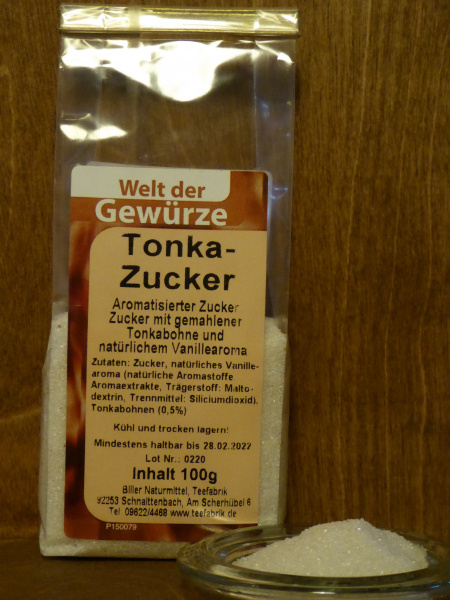 Welt der
Gewürze
Tonka-
Zucker
Aromatisierter Zucker
Zucker mit gemahlener
Tonkabohne und
natürlichem Vanillearoma
Zutaten: Zucker, natürliches Vanille-
aroma (natürliche Aromastoffe
Aromaextrakte, Trägerstoff: Malto-
dextrin, Trennmittel: Siliciumdioxid),
Tonkabohnen (0,5%)
Kühl und trocken lagern!
Mindestens haltbar bis 28.02.2022
Lot Nr.: 0220
Inhalt 100g
Biller Naturmittel, Teefabrik
92253 Schnaittenbach, Am Scherhübel 6
Tel. 09622/4468 www.teefabrik.de
P150079